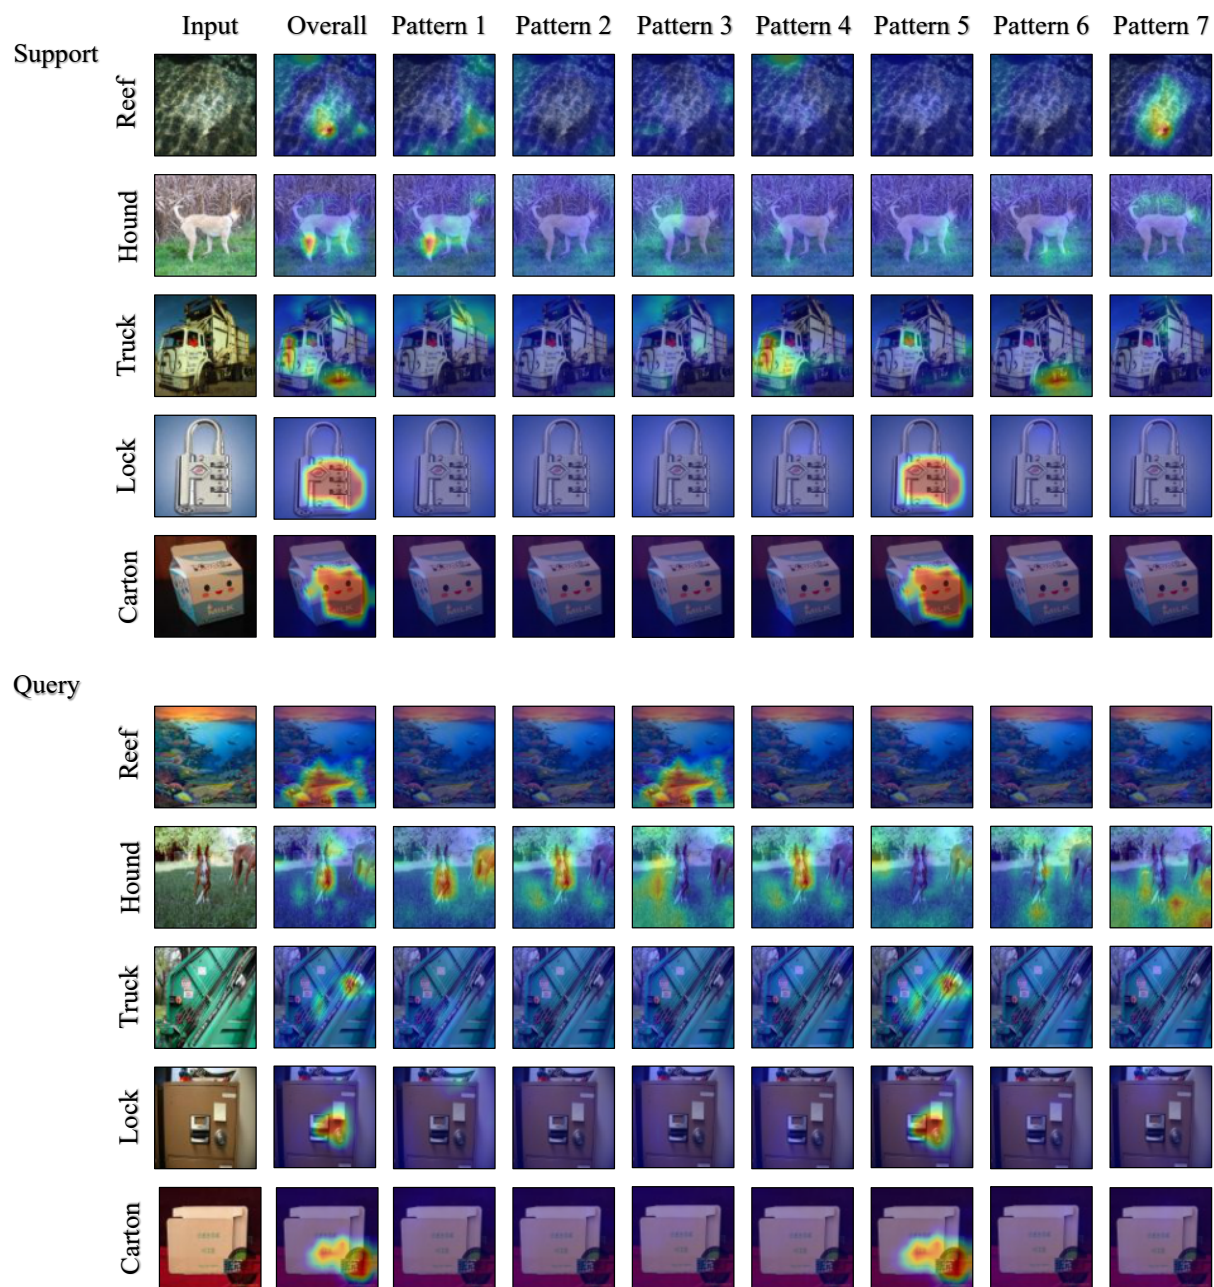 Input Overall Pattern 1 Pattern 2 Pattern 3 Pattern 4 Pattern 5 Pattern 6 Pattern 7
Support
Reef
Hound
Truck
Lock
Carton
Query
Reef
Hound
Truck
Lock
Carton